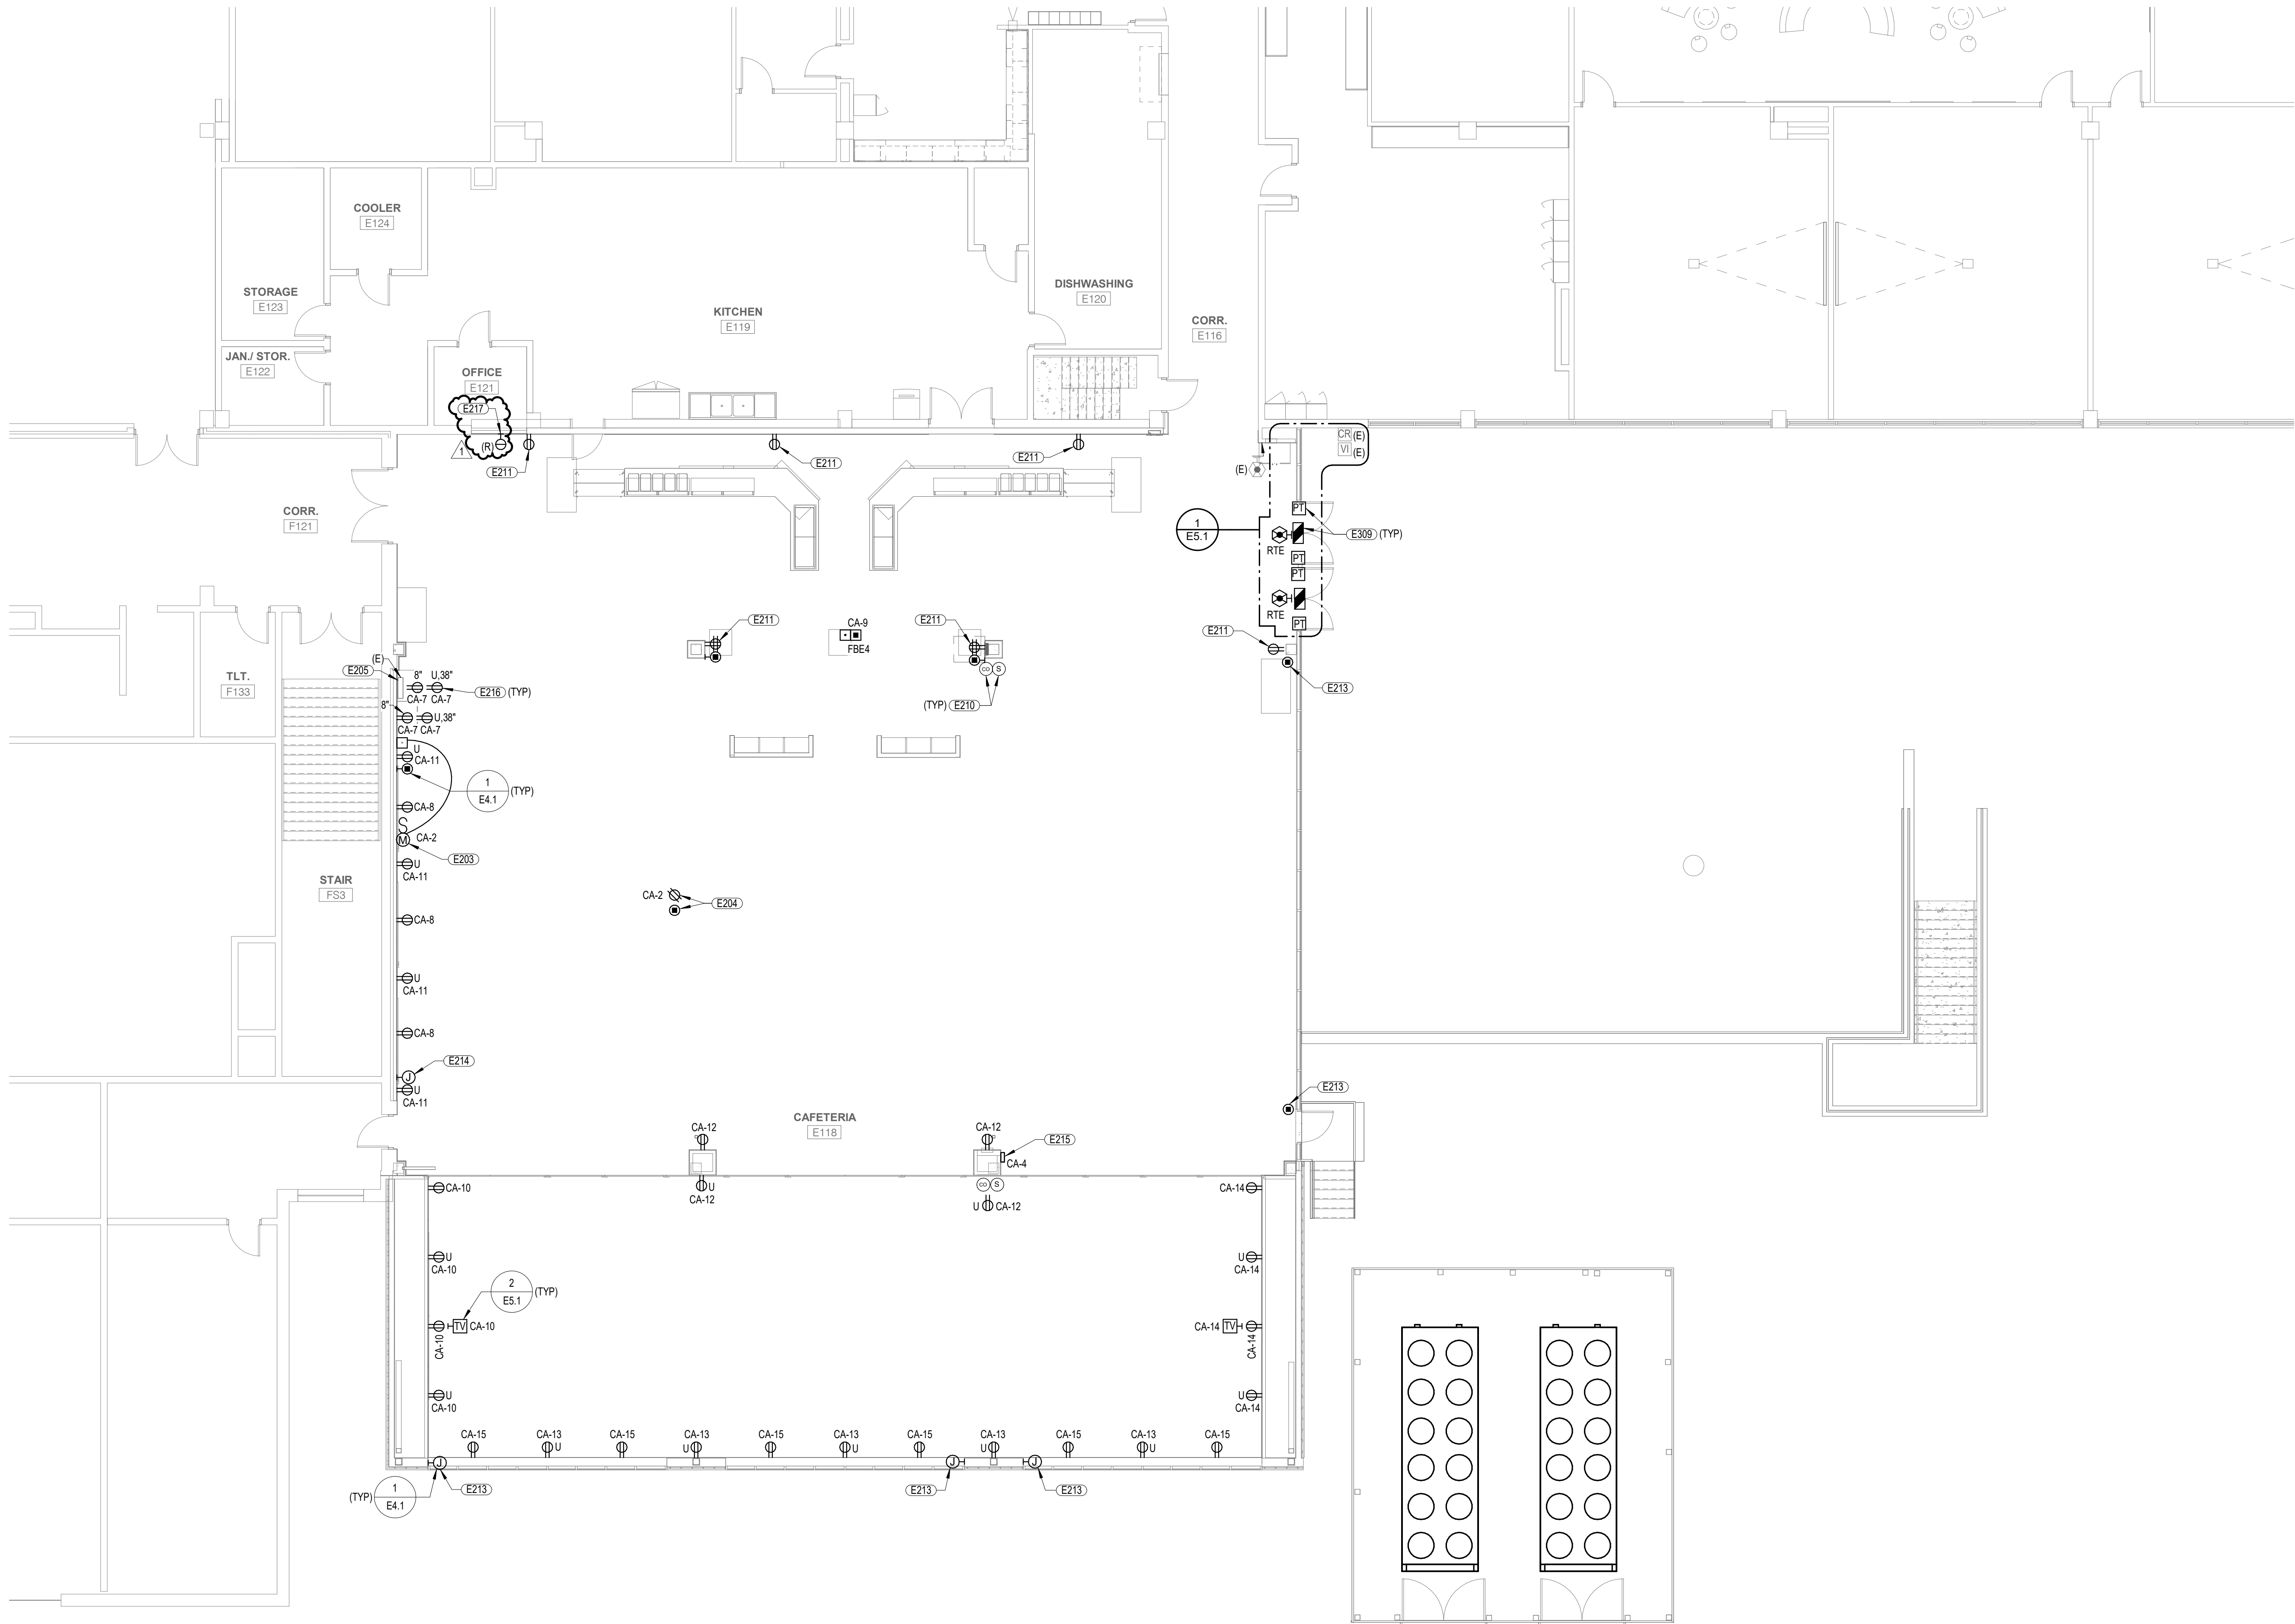 COOLER
E124
STORAGE
E123
DISHWASHING
E120
KITCHEN
E119
CORR.
E116
JAN./ STOR.
E122
OFFICE
E121
E217
(R)
1
E211
E211
E211
CR (E)
VI (E)
(E)
CORR.
F121
1
E5.1
PT
E309 (TYP)
RTE
PT
PT
RTE
PT
E211
CA-9
FBE4
E211
E211
E213
(E)
E205
TLT.
F133
8" U,38"
CA-7 CA-7
E216 (TYP)
CO S
(TYP) E210
8"
U,38"
CA-7 CA-7
U
CA-11
1
E4.1
(TYP)
CA-8
S
M CA-2
E203
U
CA-11
STAIR
FS3
CA-2
E204
CA-8
U
CA-11
CA-8
E214
J
U
CA-11
E213
CAFETERIA
E118
CA-12
CA-12
E215
CA-4
CO S
U
CA-12
U CA-12
CA-10
CA-14
U
CA-10
U
CA-14
2
E5.1
(TYP)
TV CA-10
CA-10
CA-14 TV
CA-14
U
CA-10
U
CA-14
CA-15 CA-13 CA-15 CA-13 CA-15 CA-13 CA-15 CA-13 CA-15 CA-13 CA-15
U U U U U
J J J
1
E4.1
(TYP)
E213
E213
E213